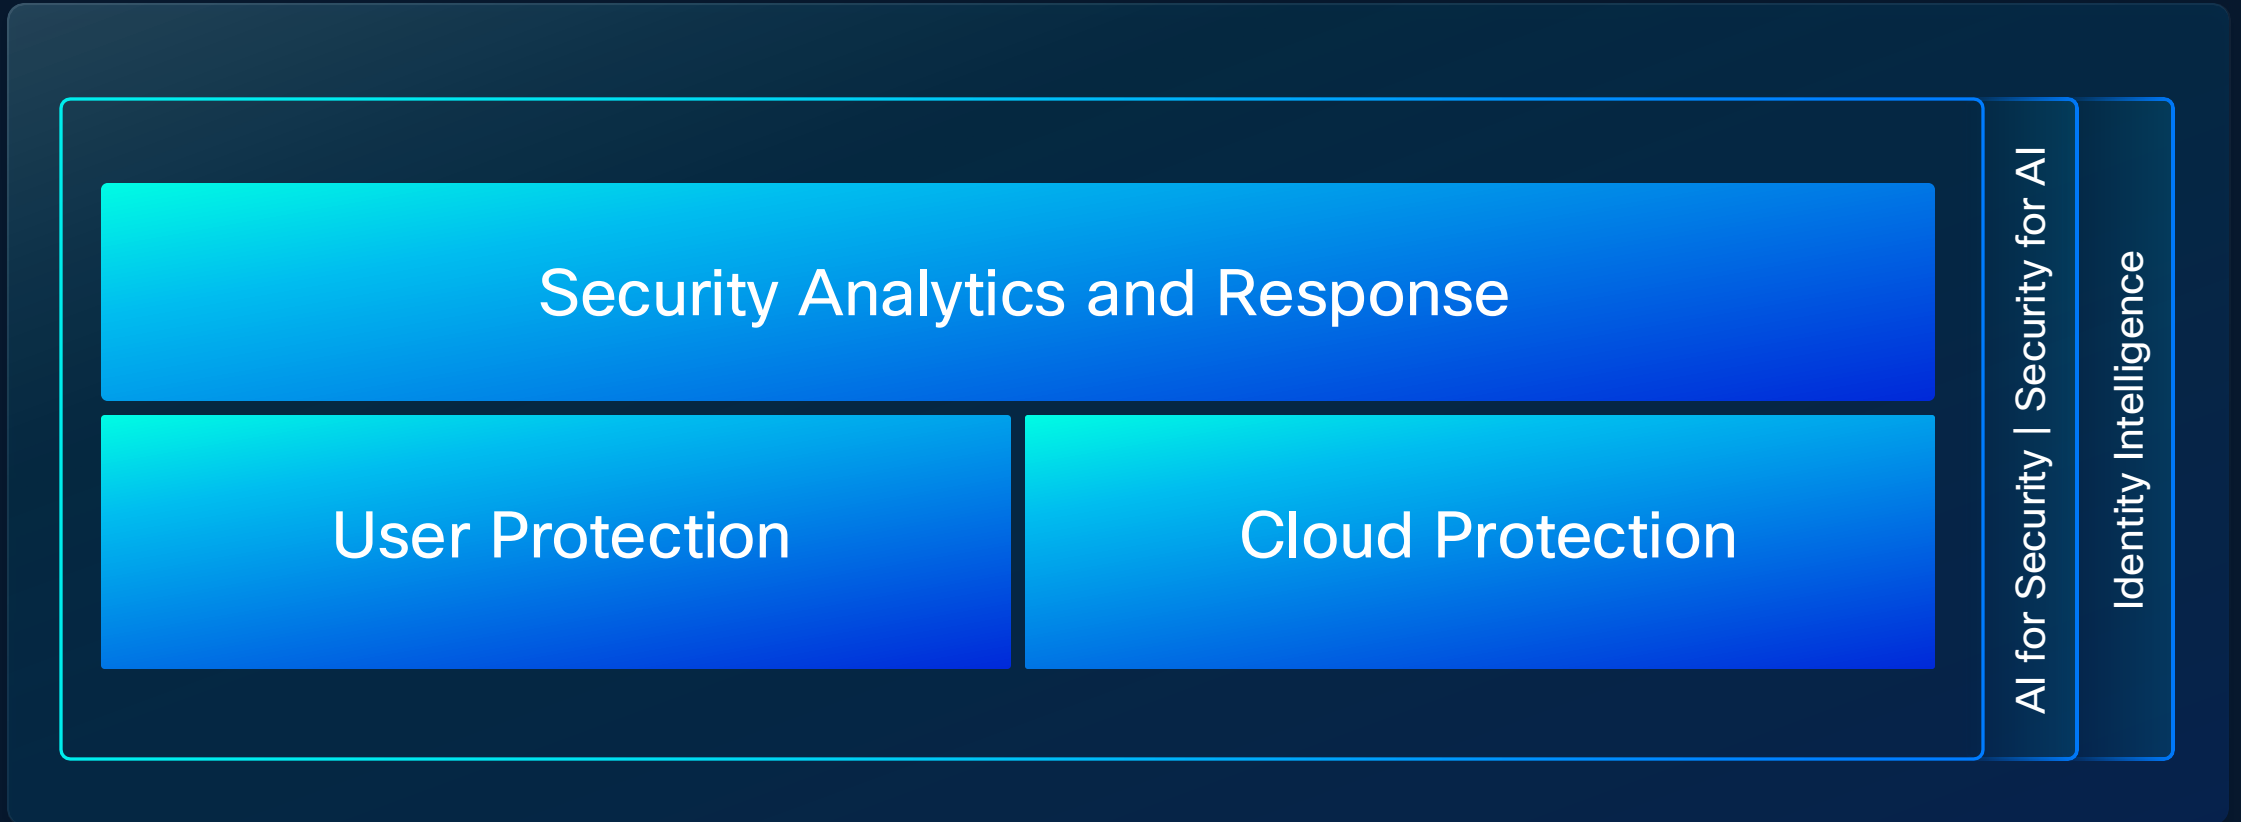 Security Analytics and Response
User Protection
Cloud Protection
AI for Security | Security for AI
Identity Intelligence